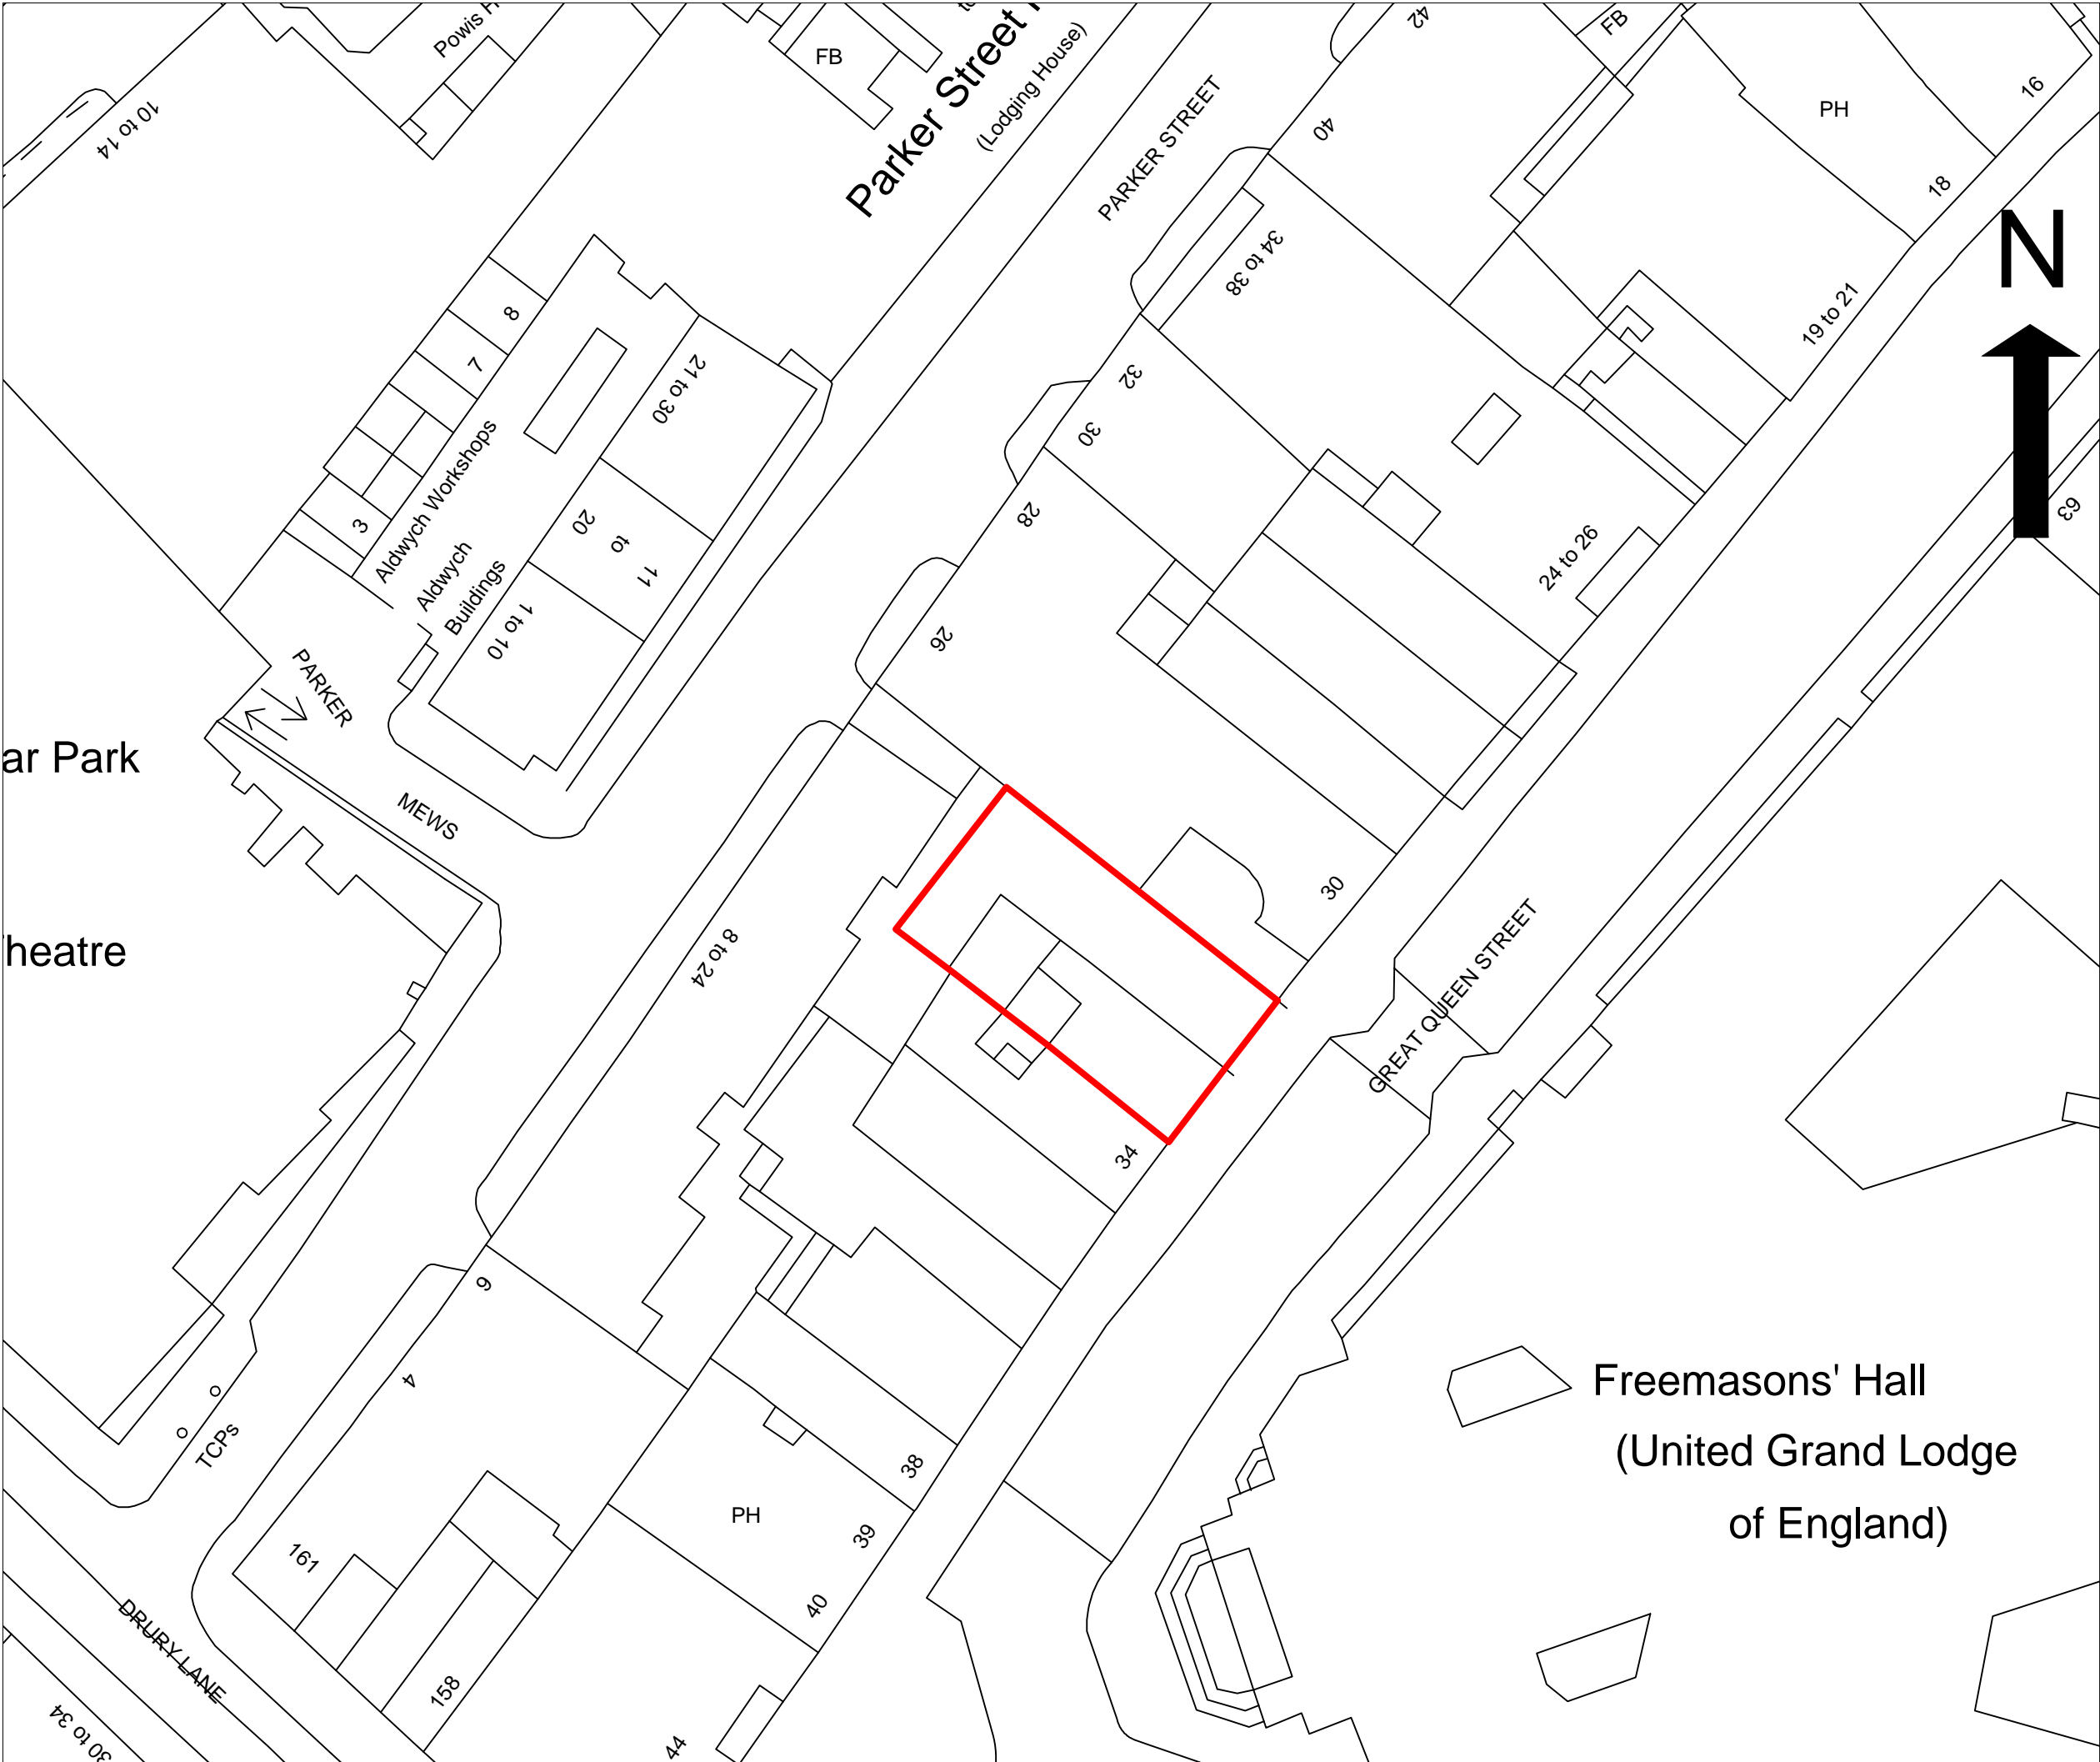 Powis H
10 to 14
FB
Parker Street
(Lodging House)
PARKER STREET
42
FB
PH
16
18
40
34 to 38
N
19 to 21
8
7
21 to 30
32
30
Aldwych Workshops
3
20
to
11
28
63
24 to 26
Aldwych
Buildings
1 to 10
26
PARKER
ar Park
MEWS
30
8 to 24
heatre
GREAT QUEEN STREET
34
6
4
Freemasons' Hall
(United Grand Lodge
of England)
TCPs
38
PH
39
161
40
DRURY LANE
158
30 to 34
44